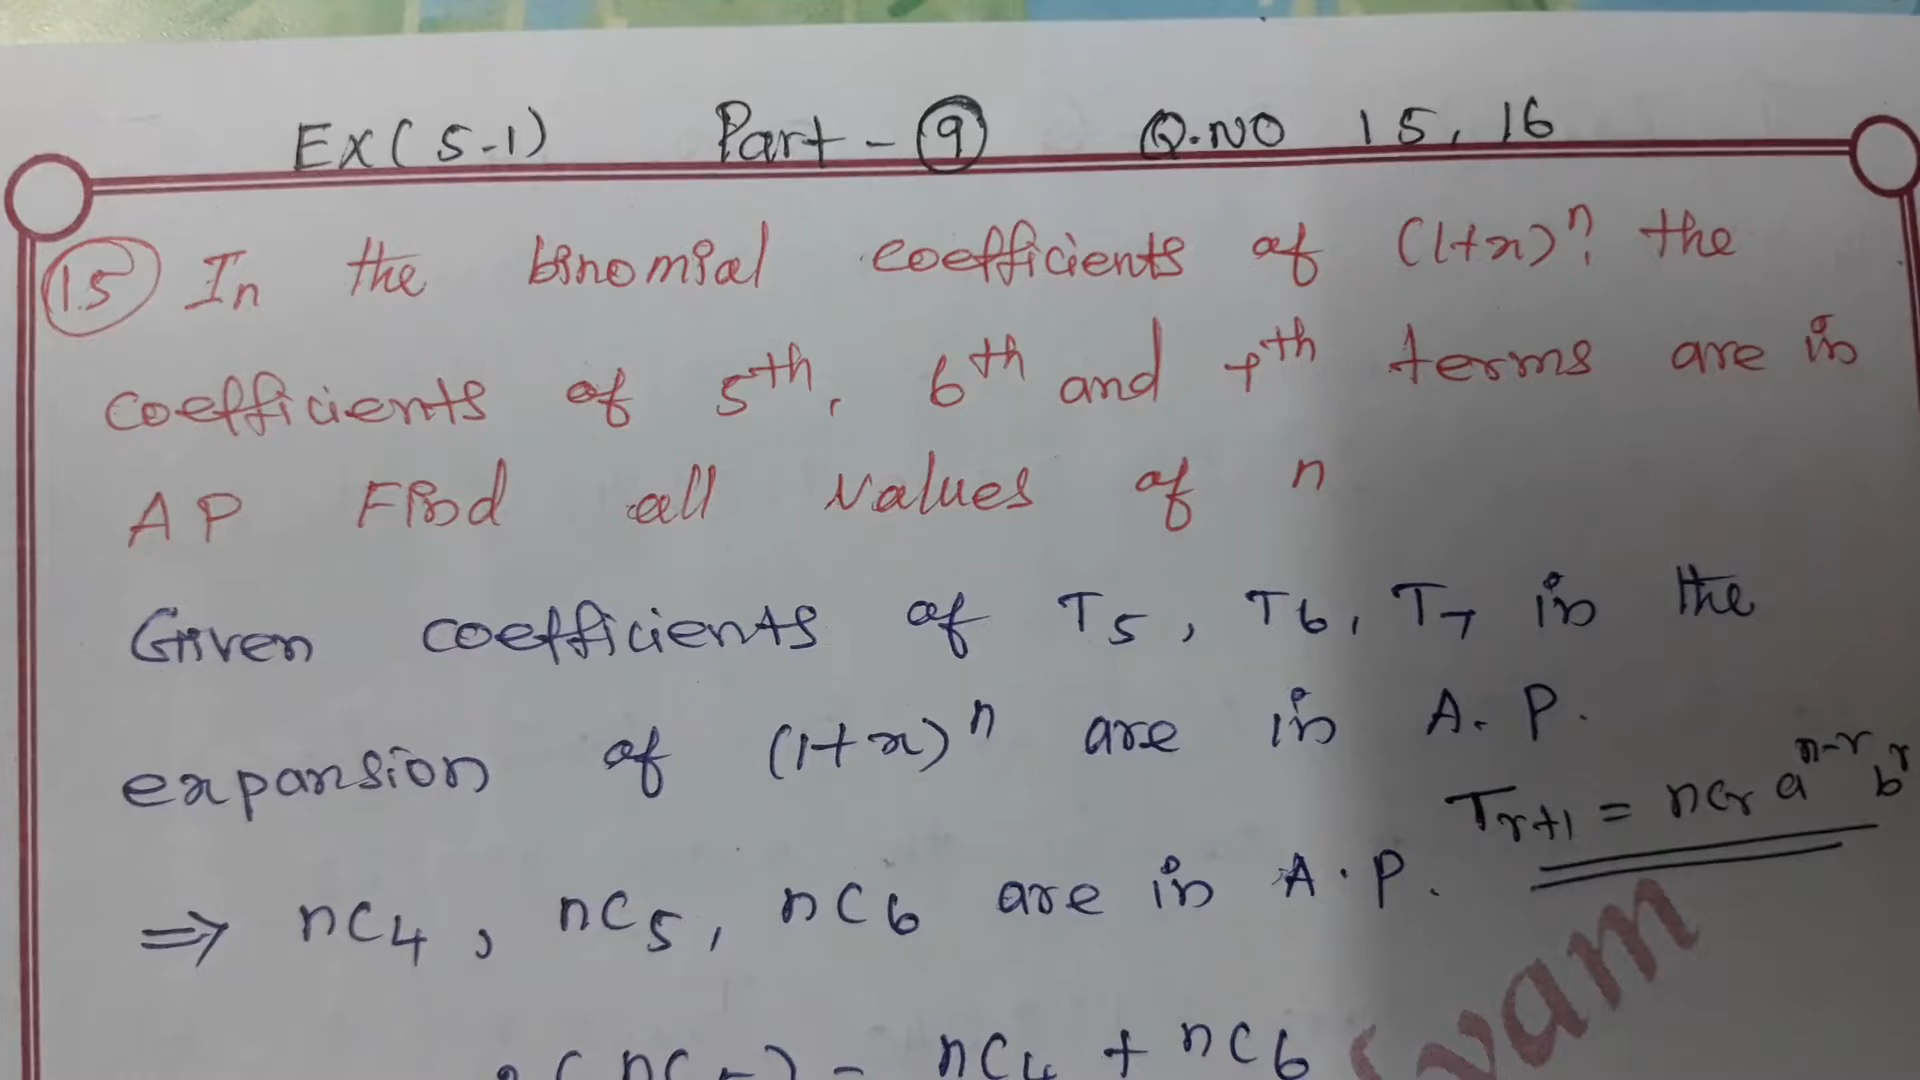 Ex(5-1) Part-9 Q.NO 15, 16
15 In the binomial coefficients of (1+x)ⁿ? the
coefficients of 5th, 6th and 7th terms are in
AP Find all values of n
Given coefficients of T5, T6, T7 in the
expansion of (1+x)ⁿ are in A.P.
Tr+1 = ncr aⁿ⁻ʳ bʳ
⇒ nC4, nC5, nC6 are in A.P.
2(nC5) = nC4 + nC6